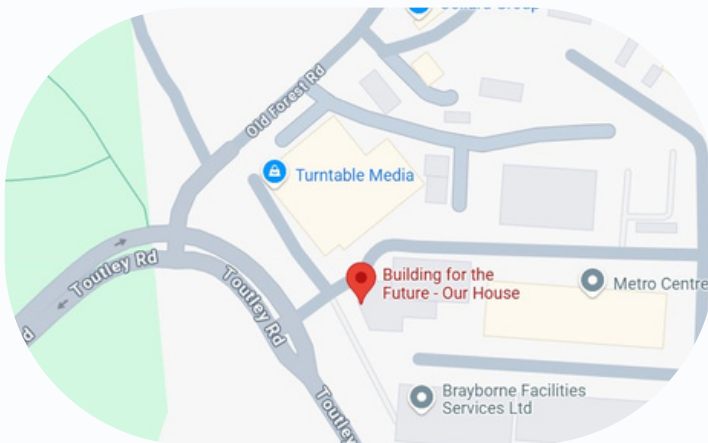 Old Forest Rd
Turntable Media
Toutley Rd
Toutley Rd
Building for the
Future - Our House
Metro Centre
Brayborne Facilities
Services Ltd